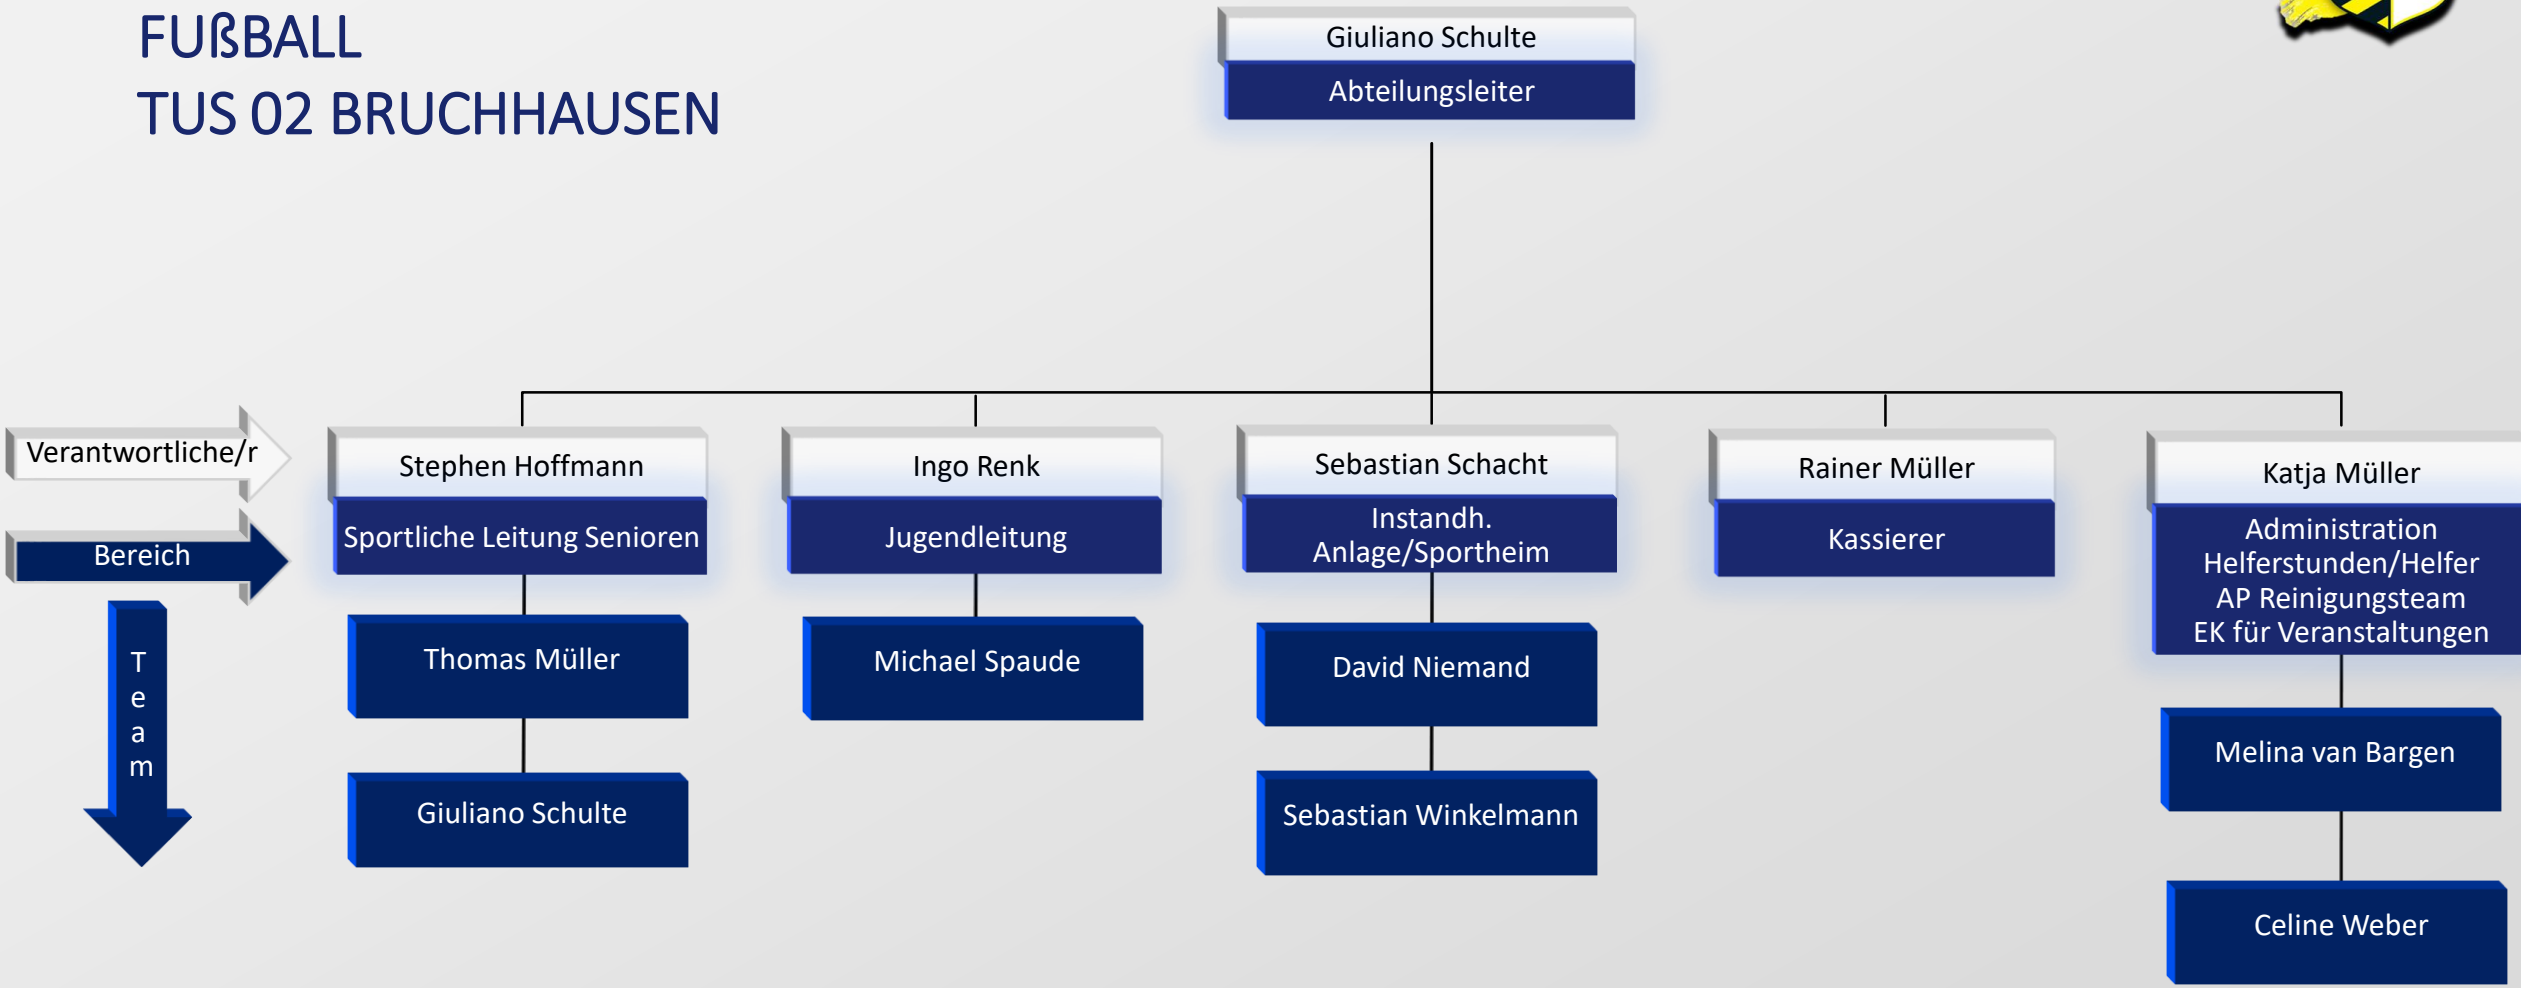 FUßBALL
TUS 02 BRUCHHAUSEN
Giuliano Schulte
Abteilungsleiter
Verantwortliche/r
Bereich
Team
Stephen Hoffmann
Sportliche Leitung Senioren
Thomas Müller
Giuliano Schulte
Ingo Renk
Jugendleitung
Michael Spaude
Sebastian Schacht
Instandh.
Anlage/Sportheim
David Niemand
Sebastian Winkelmann
Rainer Müller
Kassierer
Katja Müller
Administration
Helferstunden/Helfer
AP Reinigungsteam
EK für Veranstaltungen
Melina van Bargen
Celine Weber